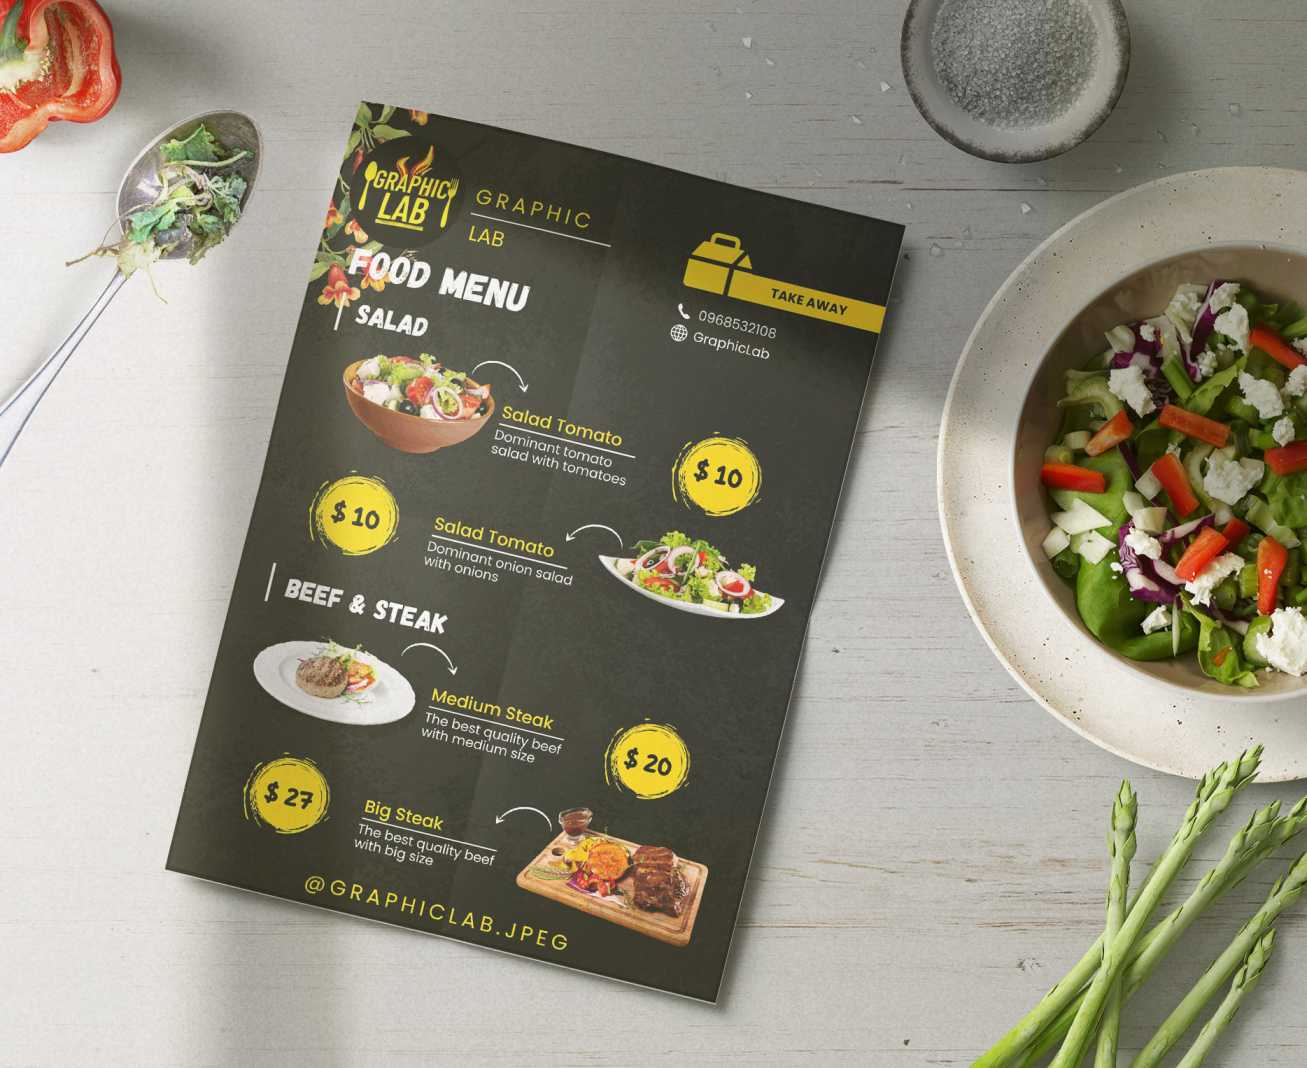 GRAPHIC
LAB
GRAPHIC
LAB
FOOD MENU
TAKE AWAY
0968532108
GraphicLab
SALAD
Salad Tomato
Dominant tomato
salad with tomatoes
$ 10
$ 10
Salad Tomato
Dominant onion salad
with onions
BEEF & STEAK
Medium Steak
The best quality beef
with medium size
$ 20
$ 27
Big Steak
The best quality beef
with big size
@GRAPHICLAB.JPEG